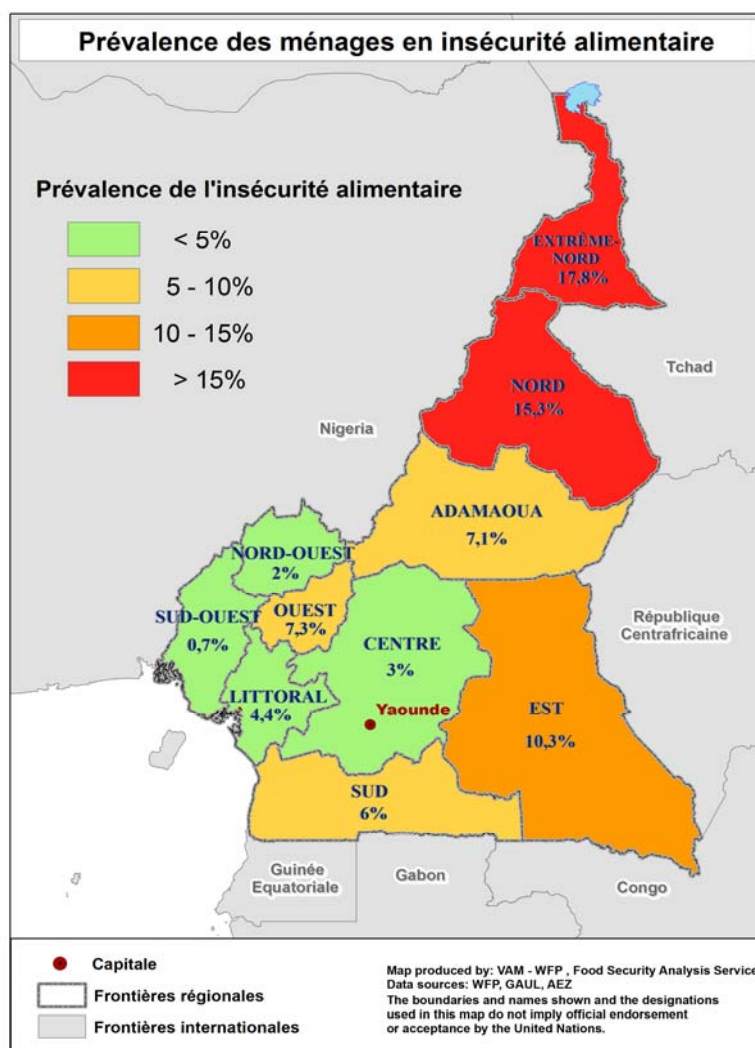 Prévalence des ménages en insécurité alimentaire
Prévalence de l'insécurité alimentaire
< 5%
5 - 10%
10 - 15%
> 15%
EXTRÊME-
NORD
17,8%
Tchad
NORD
15,3%
Nigeria
ADAMAOUA
7,1%
NORD-OUEST
2%
SUD-OUEST
0,7%
OUEST
7,3%
CENTRE
3%
République
Centrafricaine
LITTORAL
4,4%
Yaounde
EST
10,3%
SUD
6%
Guinée
Equatoriale
Gabon
Congo
Capitale
Frontières régionales
Frontières internationales
Map produced by: VAM - WFP , Food Security Analysis Service
Data sources: WFP, GAUL, AEZ
The boundaries and names shown and the designations
used in this map do not imply official endorsement
or acceptance by the United Nations.